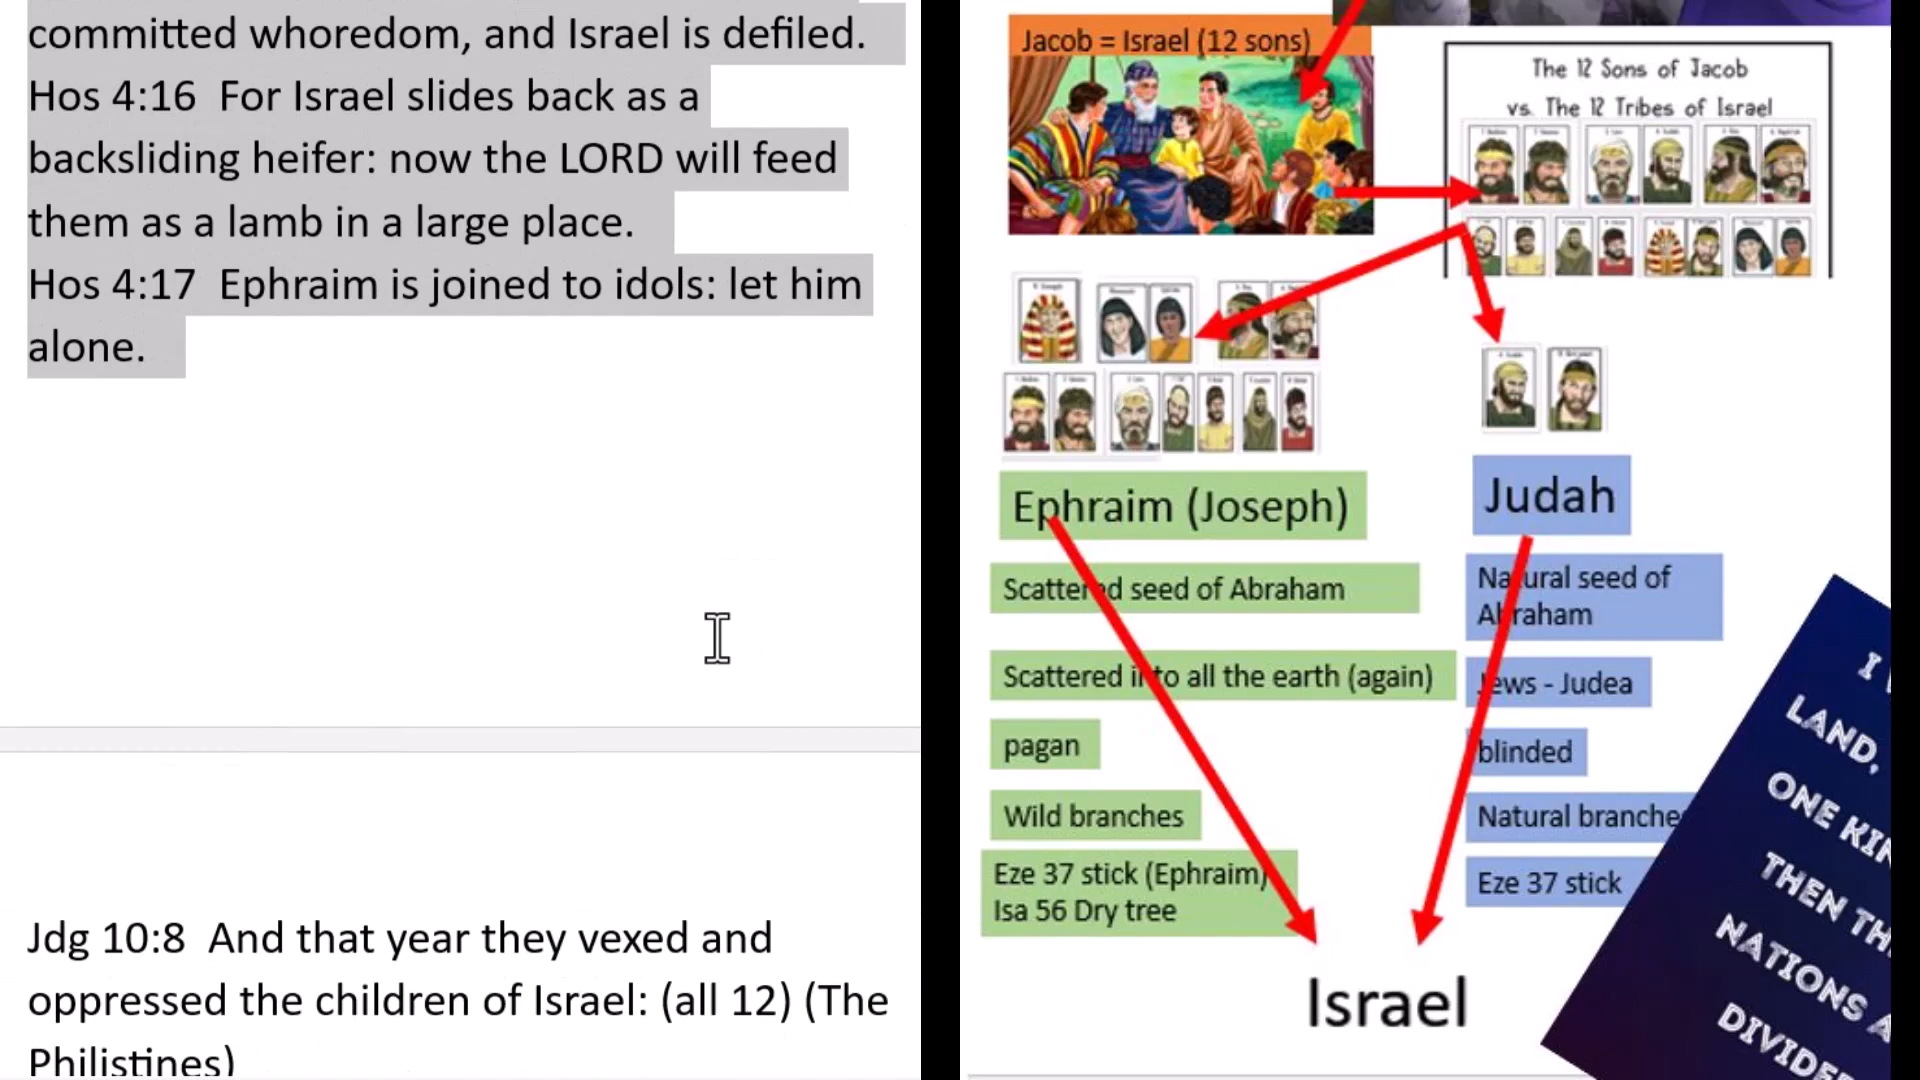 committed whoredom, and Israel is defiled.
Hos 4:16  For Israel slides back as a
backsliding heifer: now the LORD will feed
them as a lamb in a large place.
Hos 4:17  Ephraim is joined to idols: let him
alone.
Jdg 10:8  And that year they vexed and
oppressed the children of Israel: (all 12) (The
Philistines)
Jacob = Israel (12 sons)
The 12 Sons of Jacob
vs. The 12 Tribes of Israel
Ephraim (Joseph)
Scattered seed of Abraham
Scattered into all the earth (again)
pagan
Wild branches
Eze 37 stick (Ephraim)
Isa 56 Dry tree
Judah
Natural seed of
Abraham
Jews - Judea
blinded
Natural branches
Eze 37 stick
Israel
I
LAND,
ONE KIN
THEN TH
NATIONS A
DIVIDE